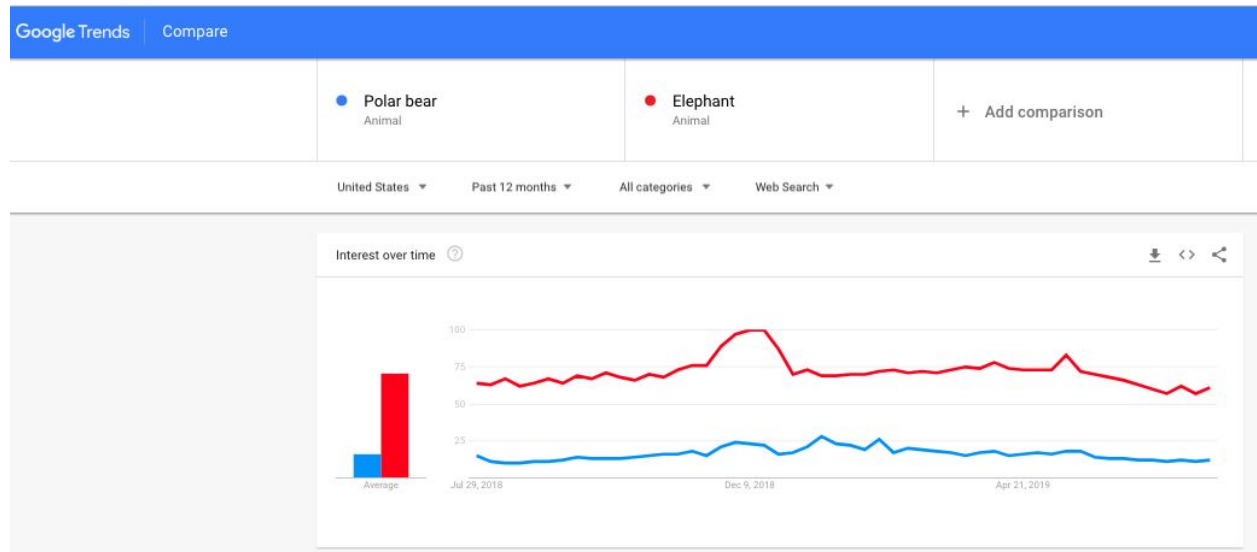 Google Trends Compare
Polar bear
Animal
Elephant
Animal
+ Add comparison
United States Past 12 months All categories Web Search
Interest over time ?
100
75
50
25
Average
Jul 29, 2018 Dec 9, 2018 Apr 21, 2019